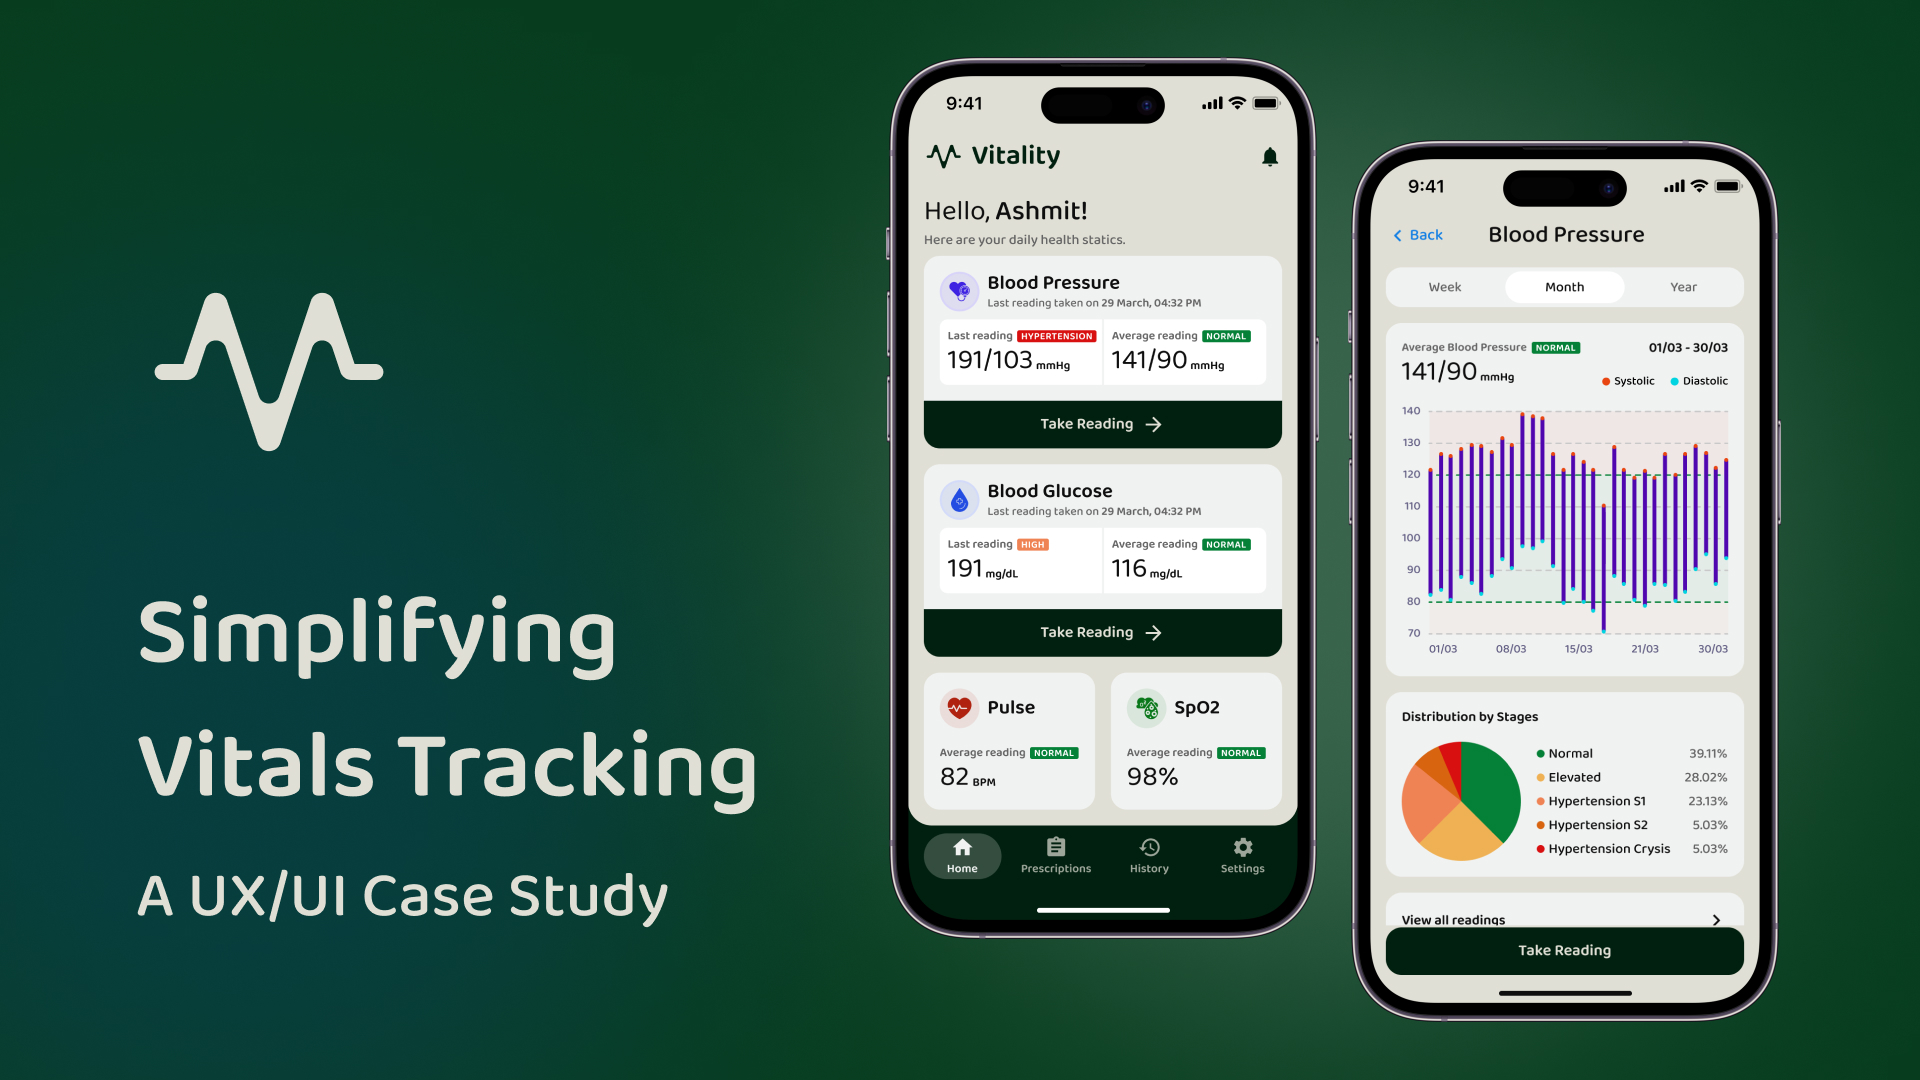 Simplifying
Vitals Tracking
A UX/UI Case Study
9:41
Vitality
Hello, Ashmit!
Here are your daily health statics.
Blood Pressure
Last reading taken on 29 March, 04:32 PM
Last reading HYPERTENSION
191/103 mmHg
Average reading NORMAL
141/90 mmHg
Take Reading
Blood Glucose
Last reading taken on 29 March, 04:32 PM
Last reading HIGH
191 mg/dL
Average reading NORMAL
116 mg/dL
Take Reading
Pulse
Average reading NORMAL
82 BPM
SpO2
Average reading NORMAL
98%
Home
Prescriptions
History
Settings
9:41
Back
Blood Pressure
Week
Month
Year
Average Blood Pressure NORMAL
01/03 - 30/03
141/90 mmHg
Systolic
Diastolic
140
130
120
110
100
90
80
70
01/03 08/03 15/03 21/03 30/03
Distribution by Stages
Normal 39.11%
Elevated 28.02%
Hypertension S1 23.13%
Hypertension S2 5.03%
Hypertension Crysis 5.03%
View all readings
Take Reading